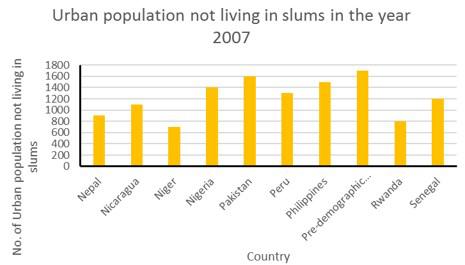 Urban population not living in slums in the year
2007
No. of Urban population not living in
slums
1800
1600
1400
1200
1000
800
600
400
200
0
Nepal
Nicaragua
Niger
Nigeria
Pakistan
Peru
Philippines
Pre-demographic...
Rwanda
Senegal
Country